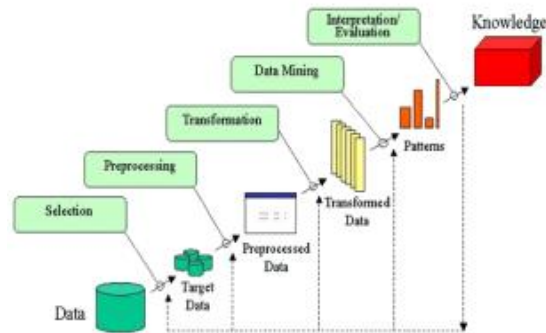 Interpretation/
Evaluation
Knowledge
Data Mining
Transformation
Patterns
Preprocessing
Transformed
Data
Selection
Preprocessed
Data
Target
Data
Data